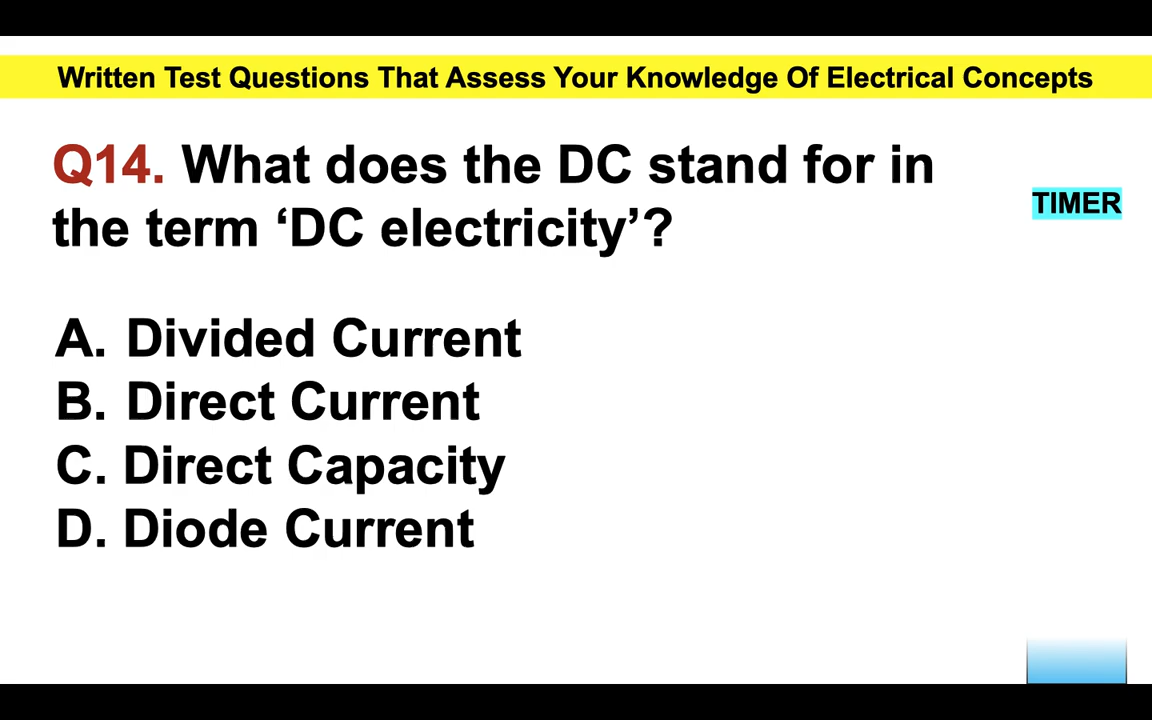 Written Test Questions That Assess Your Knowledge Of Electrical Concepts
Q14. What does the DC stand for in
the term ‘DC electricity’?
TIMER
A. Divided Current
B. Direct Current
C. Direct Capacity
D. Diode Current